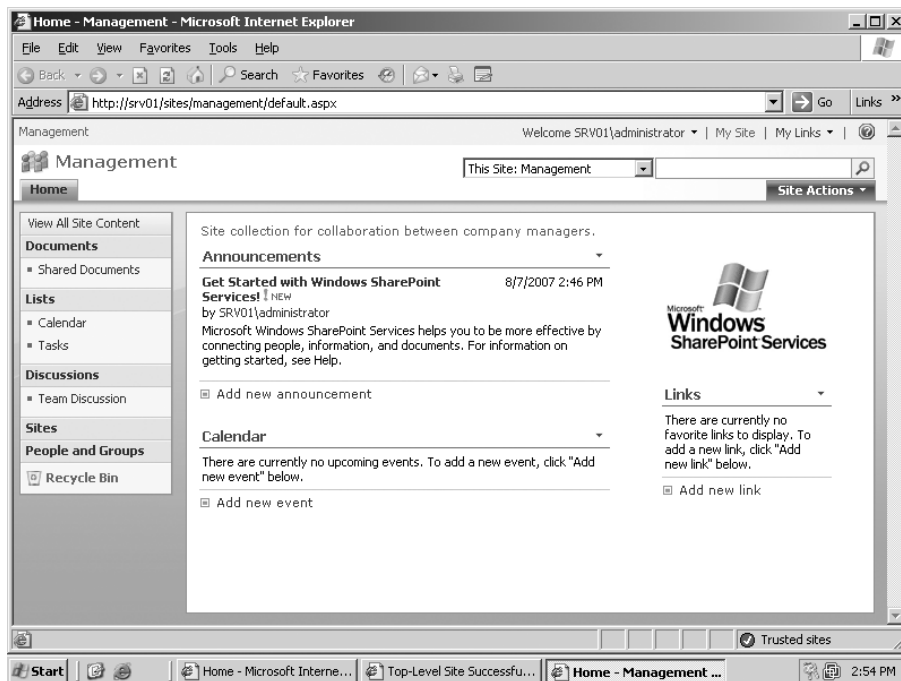 Home - Management - Microsoft Internet Explorer
File Edit View Favorites Tools Help
Back Search Favorites
Address http://srv01/sites/management/default.aspx Go Links »
Management Welcome SRV01\administrator | My Site | My Links |
Management This Site: Management
Home Site Actions
View All Site Content
Documents
Shared Documents
Lists
Calendar
Tasks
Discussions
Team Discussion
Sites
People and Groups
Recycle Bin
Site collection for collaboration between company managers.
Announcements
Get Started with Windows SharePoint 8/7/2007 2:46 PM
Services! ! NEW
by SRV01\administrator
Microsoft Windows SharePoint Services helps you to be more effective by
connecting people, information, and documents. For information on
getting started, see Help.
Add new announcement
Calendar
There are currently no upcoming events. To add a new event, click "Add
new event" below.
Add new event
Microsoft
Windows
SharePoint Services
Links
There are currently no
favorite links to display. To
add a new link, click "Add
new link" below.
Add new link
Trusted sites
Start Home - Microsoft Interne... Top-Level Site Successfu... Home - Management ... 2:54 PM